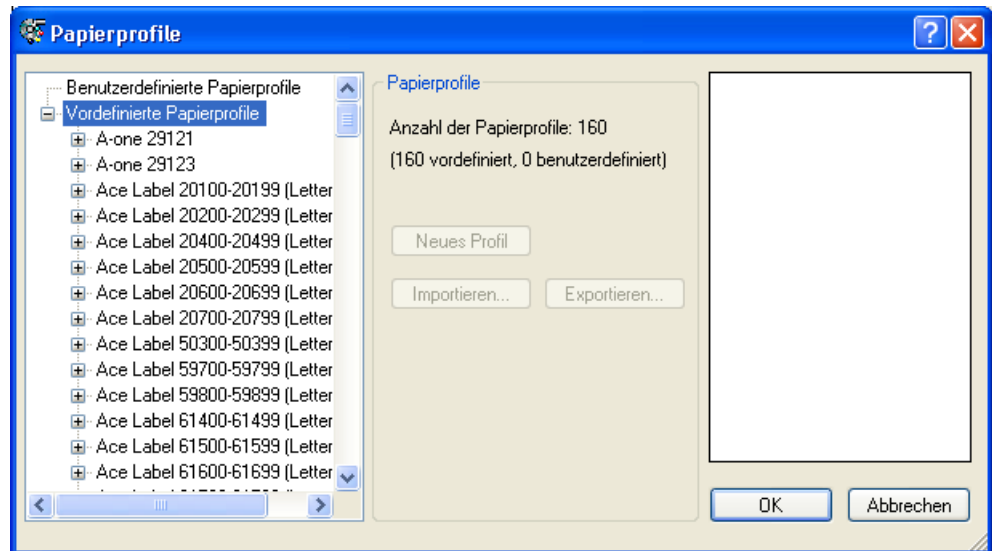 Papierprofile
Benutzerdefinierte Papierprofile
Vordefinierte Papierprofile
A-one 29121
A-one 29123
Ace Label 20100-20199 (Letter
Ace Label 20200-20299 (Letter
Ace Label 20400-20499 (Letter
Ace Label 20500-20599 (Letter
Ace Label 20600-20699 (Letter
Ace Label 20700-20799 (Letter
Ace Label 50300-50399 (Letter
Ace Label 59700-59799 (Letter
Ace Label 59800-59899 (Letter
Ace Label 61400-61499 (Letter
Ace Label 61500-61599 (Letter
Ace Label 61600-61699 (Letter
Papierprofile
Anzahl der Papierprofile: 160
(160 vordefiniert, 0 benutzerdefiniert)
Neues Profil
Importieren... Exportieren...
OK Abbrechen